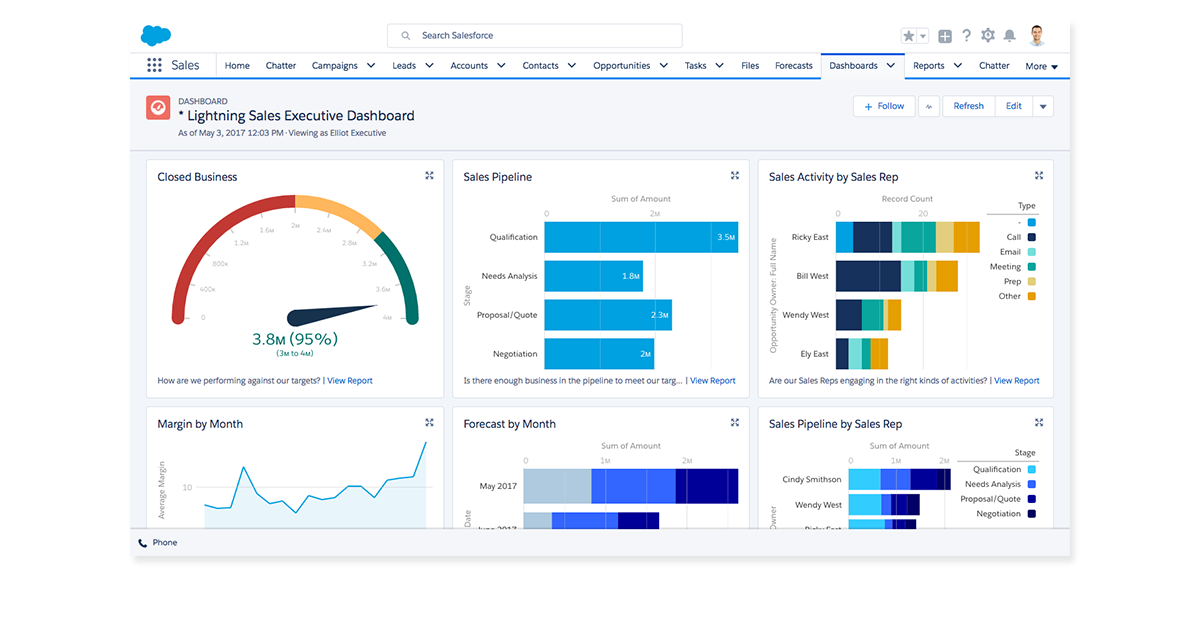 Search Salesforce
Sales Home Chatter Campaigns Leads Accounts Contacts Opportunities Tasks Files Forecasts Dashboards Reports Chatter More
DASHBOARD
* Lightning Sales Executive Dashboard
As of May 3, 2017 12:03 PM · Viewing as Elliot Executive
+ Follow Refresh Edit
Closed Business
0
400K
800K
1.2M
1.6M
2M
2.4M
2.8M
3.2M
3.6M
4M
3.8M (95%)
(3M to 4M)
How are we performing against our targets? | View Report
Sales Pipeline
Sum of Amount
0 2M
Stage
Qualification 3.5M
Needs Analysis 1.8M
Proposal/Quote 2.3M
Negotiation 2M
Is there enough business in the pipeline to meet our targ... | View Report
Sales Activity by Sales Rep
Record Count
0 20
Opportunity Owner: Full Name
Ricky East
Bill West
Wendy West
Ely East
Type
-
Call
Email
Meeting
Prep
Other
Are our Sales Reps engaging in the right kinds of activities? | View Report
Margin by Month
Average Margin
10
Forecast by Month
Sum of Amount
0 1M 2M
Date
May 2017
June 2017
Sales Pipeline by Sales Rep
Sum of Amount
0 1M 2M
Owner
Cindy Smithson
Wendy West
Ricky East
Stage
Qualification
Needs Analysis
Proposal/Quote
Negotiation
Phone